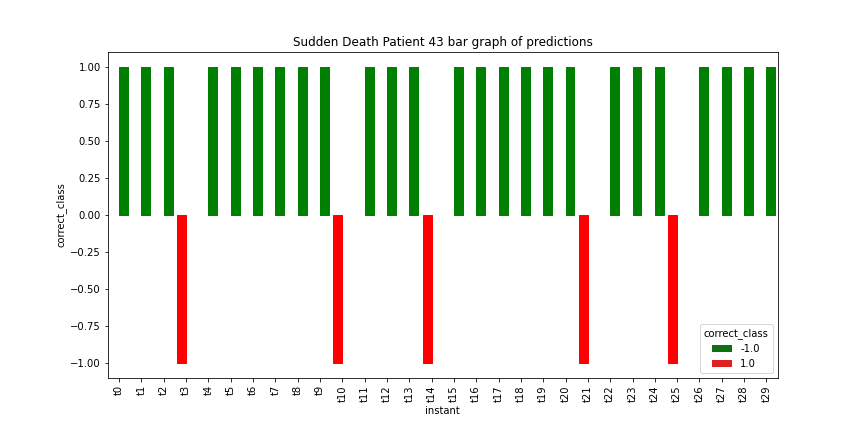 Sudden Death Patient 43 bar graph of predictions
1.00
0.75
0.50
0.25
0.00
−0.25
−0.50
−0.75
−1.00
correct_class
t0 t1 t2 t3 t4 t5 t6 t7 t8 t9 t10 t11 t12 t13 t14 t15 t16 t17 t18 t19 t20 t21 t22 t23 t24 t25 t26 t27 t28 t29
instant
correct_class
-1.0
1.0